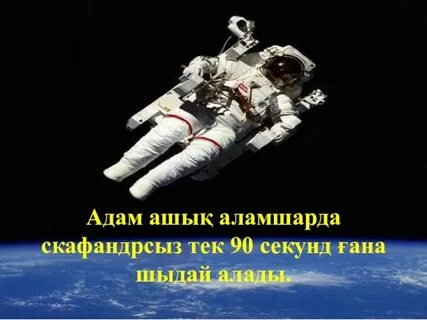 Адам ашық аламшарда
скафандрсыз тек 90 секунд ғана
шыдай алады.